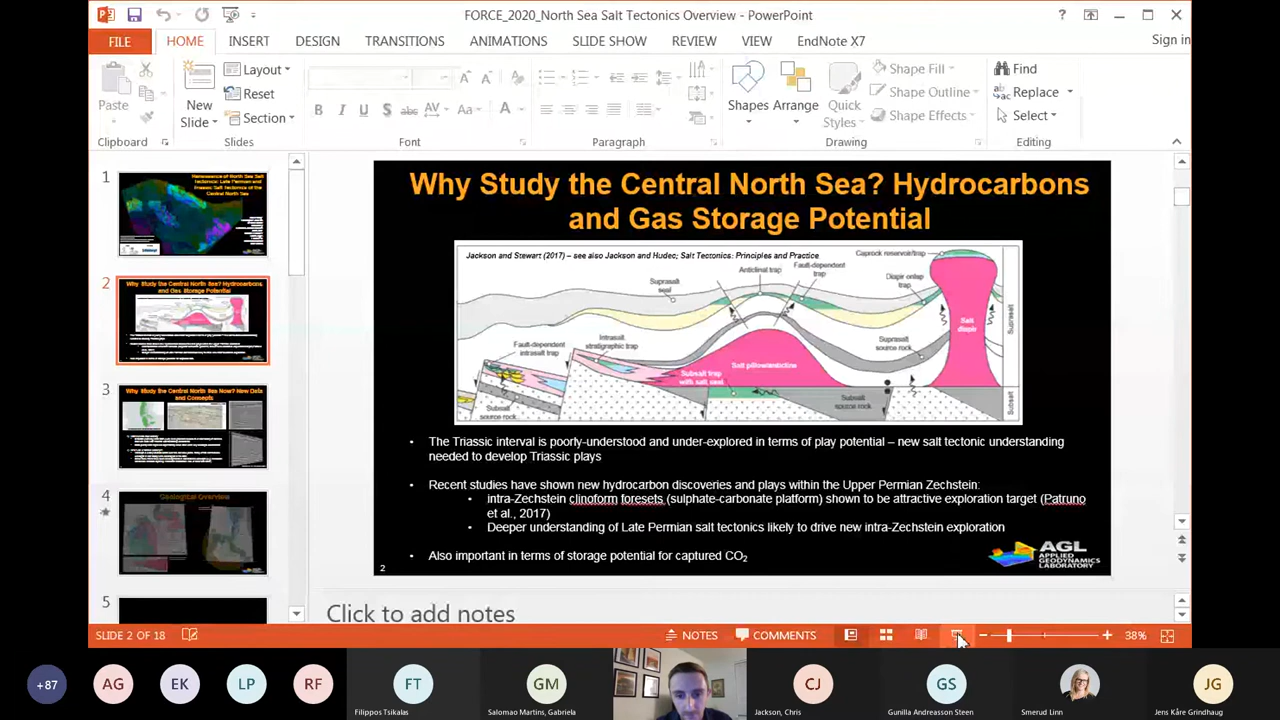 FORCE_2020_North Sea Salt Tectonics Overview - PowerPoint
FILE HOME INSERT DESIGN TRANSITIONS ANIMATIONS SLIDE SHOW REVIEW VIEW EndNote X7
Sign in
Paste
New
Slide
Layout
Reset
Section
Shapes
Arrange
Quick
Styles
Shape Fill
Shape Outline
Shape Effects
Find
Replace
Select
Clipboard
Slides
Font
Paragraph
Drawing
Editing
1
2
Why Study the Central North Sea? Hydrocarbons
and Gas Storage Potential
3
Why Study the Central North Sea Now? New Data
and Concepts
4
Geological Overview
5
Why Study the Central North Sea? Hydrocarbons
and Gas Storage Potential
Jackson and Stewart (2017) – see also Jackson and Hudec; Salt Tectonics: Principles and Practice
Caprock reservoir/trap
Anticlinal trap
Fault-dependent
trap
Diapir onlap
trap
Suprasalt
seal
Fault-dependent
intrasalt trap
Intrasalt
stratigraphic trap
Salt pillow/anticline
Subsalt trap
with salt seal
Suprasalt
source rock
Salt
diapir
Suprasalt
Subsalt
Subsalt
source rock
Subsalt
source rock
• The Triassic interval is poorly-understood and under-explored in terms of play potential – new salt tectonic understanding
needed to develop Triassic plays
• Recent studies have shown new hydrocarbon discoveries and plays within the Upper Permian Zechstein:
• intra-Zechstein clinoform foresets (sulphate-carbonate platform) shown to be attractive exploration target (Patruno
et al., 2017)
• Deeper understanding of Late Permian salt tectonics likely to drive new intra-Zechstein exploration
• Also important in terms of storage potential for captured CO2
AGL
APPLIED
GEODYNAMICS
LABORATORY
2
Click to add notes
SLIDE 2 OF 18
NOTES COMMENTS
38%
+87 AG EK LP RF FT GM CJ GS JG
Filippos Tsikalas
Salomao Martins, Gabriela
Jackson, Chris
Gunilla Andreasson Steen
Smerud Linn
Jens Kåre Grindhaug